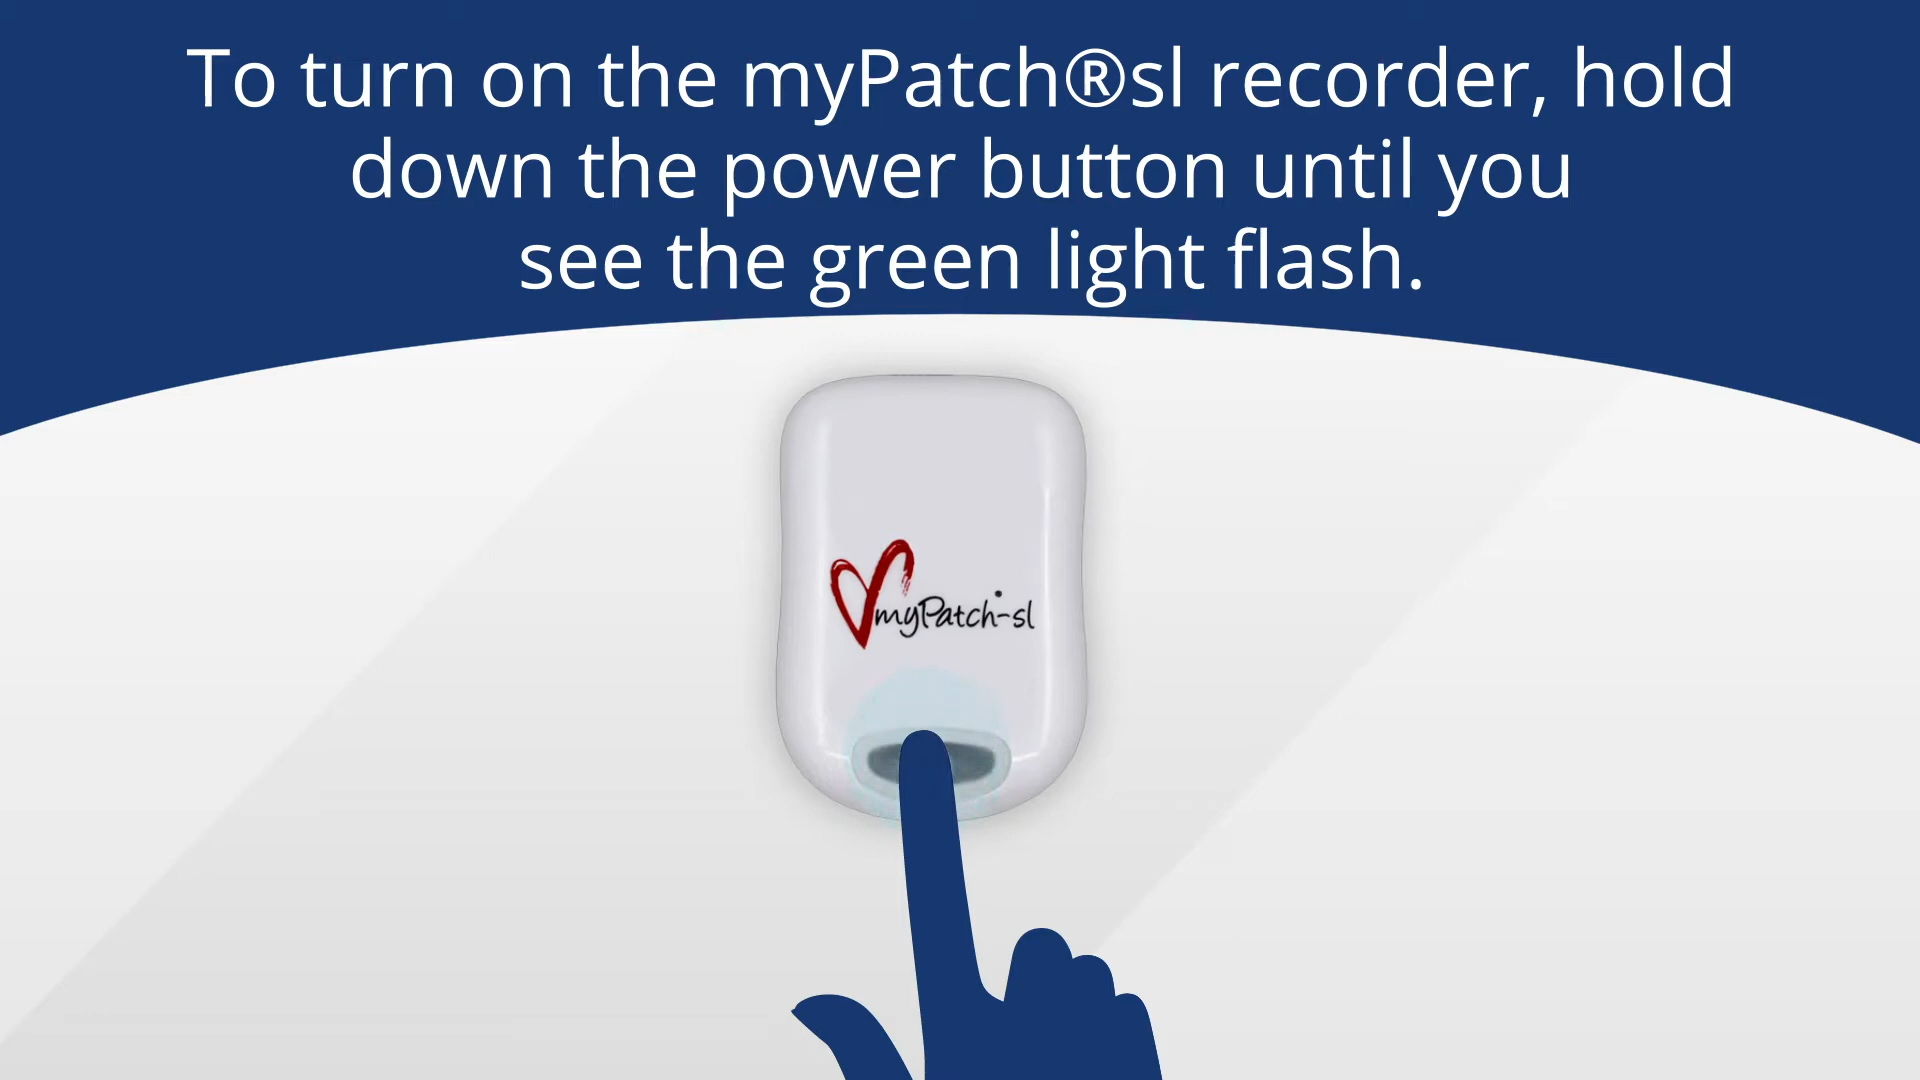 To turn on the myPatch®sl recorder, hold
down the power button until you
see the green light flash.
myPatch-sl